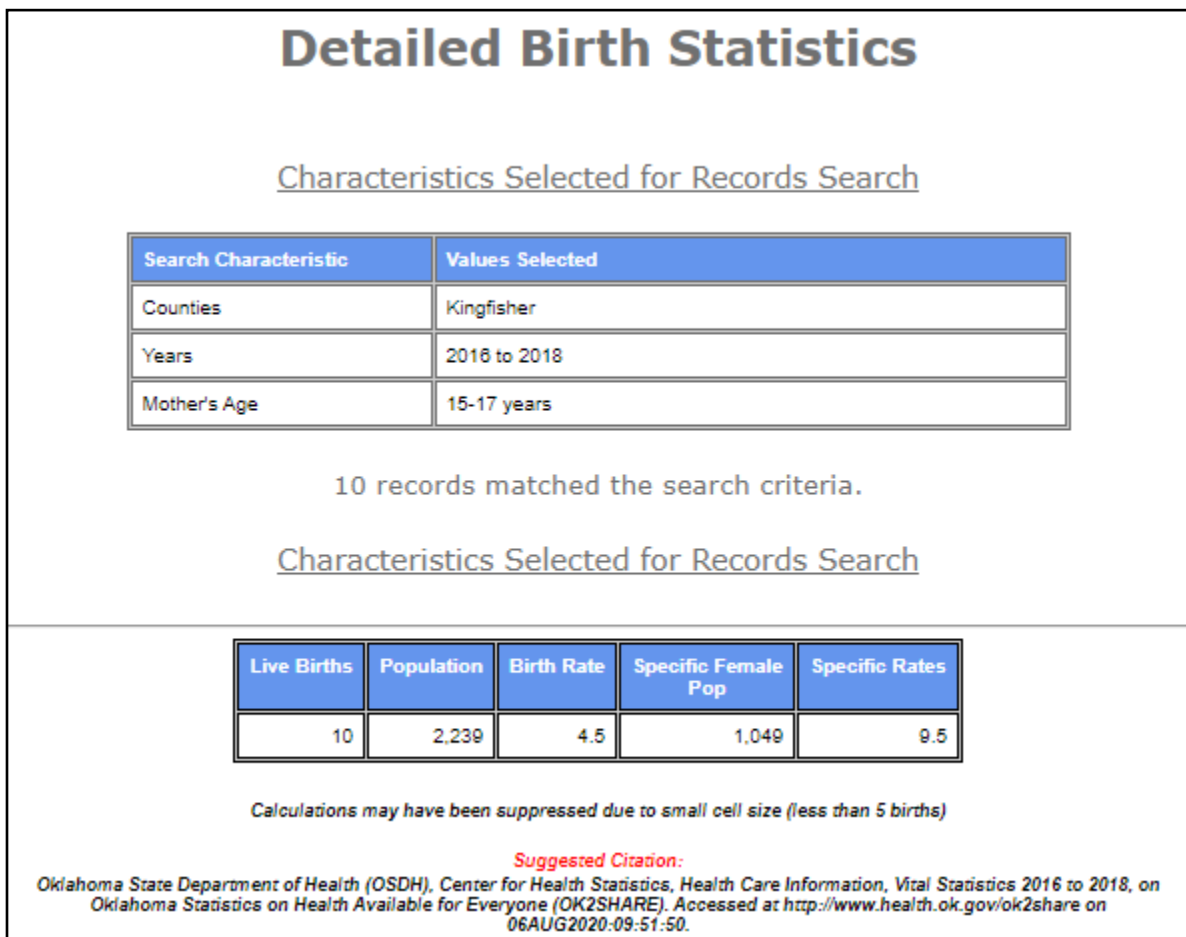 Detailed Birth Statistics
Characteristics Selected for Records Search
Search Characteristic Values Selected
Counties Kingfisher
Years 2016 to 2018
Mother's Age 15-17 years
10 records matched the search criteria.
Characteristics Selected for Records Search
Live Births Population Birth Rate Specific Female Pop Specific Rates
10 2,239 4.5 1,049 9.5
Calculations may have been suppressed due to small cell size (less than 5 births)
Suggested Citation:
Oklahoma State Department of Health (OSDH), Center for Health Statistics, Health Care Information, Vital Statistics 2016 to 2018, on
Oklahoma Statistics on Health Available for Everyone (OK2SHARE). Accessed at http://www.health.ok.gov/ok2share on
06AUG2020:09:51:50.